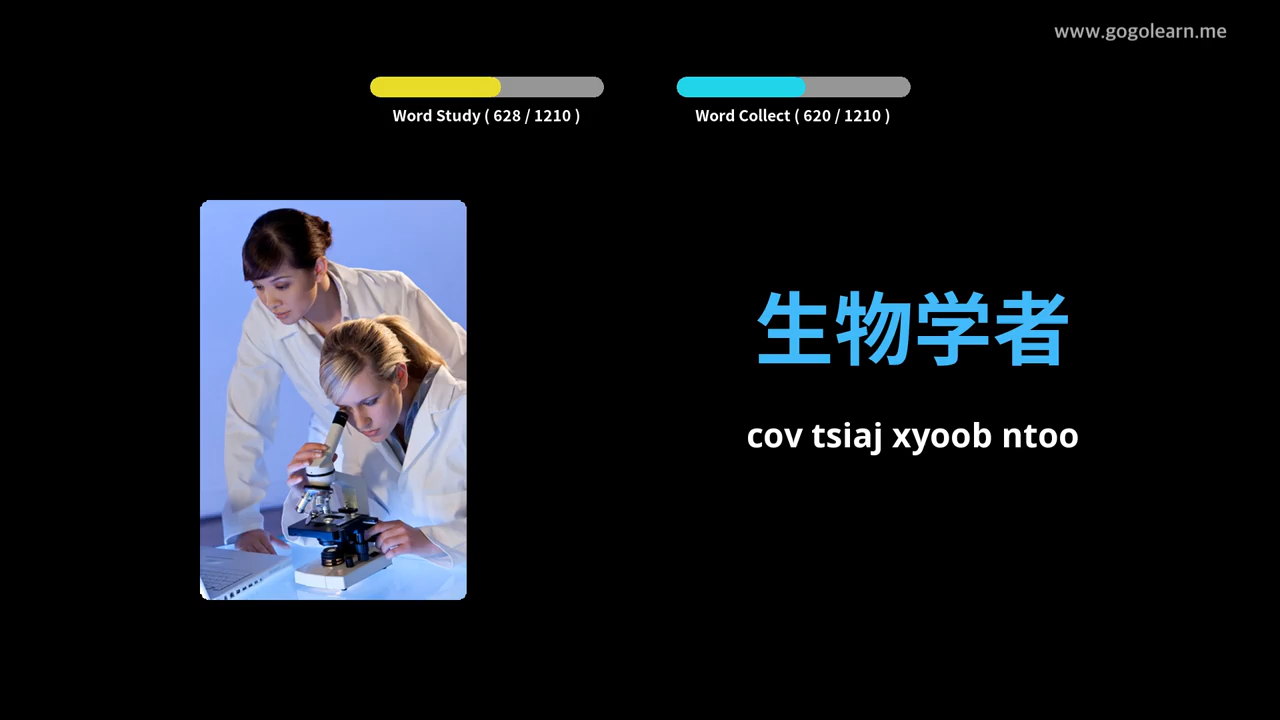 www.gogolearn.me
Word Study ( 628 / 1210 )
Word Collect ( 620 / 1210 )
生物学者
cov tsiaj xyoob ntoo